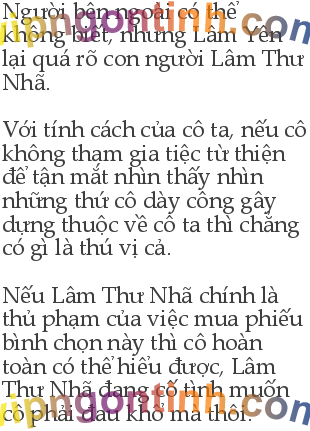 Người bên ngoài có thể
không biết, nhưng Lâm Yên
lại quá rõ con người Lâm Thư
Nhã.
Với tính cách của cô ta, nếu cô
không tham gia tiệc từ thiện
để tận mắt nhìn thấy nhìn
những thứ cô dày công gây
dựng thuộc về cô ta thì chẳng
có gì là thú vị cả.
Nếu Lâm Thư Nhã chính là
thủ phạm của việc mua phiếu
bình chọn này thì cô hoàn
toàn có thể hiểu được, Lâm
Thư Nhã đang cố tình muốn
cô phải đau khổ mà thôi.
vipngontinh.com
vipngontinh.com